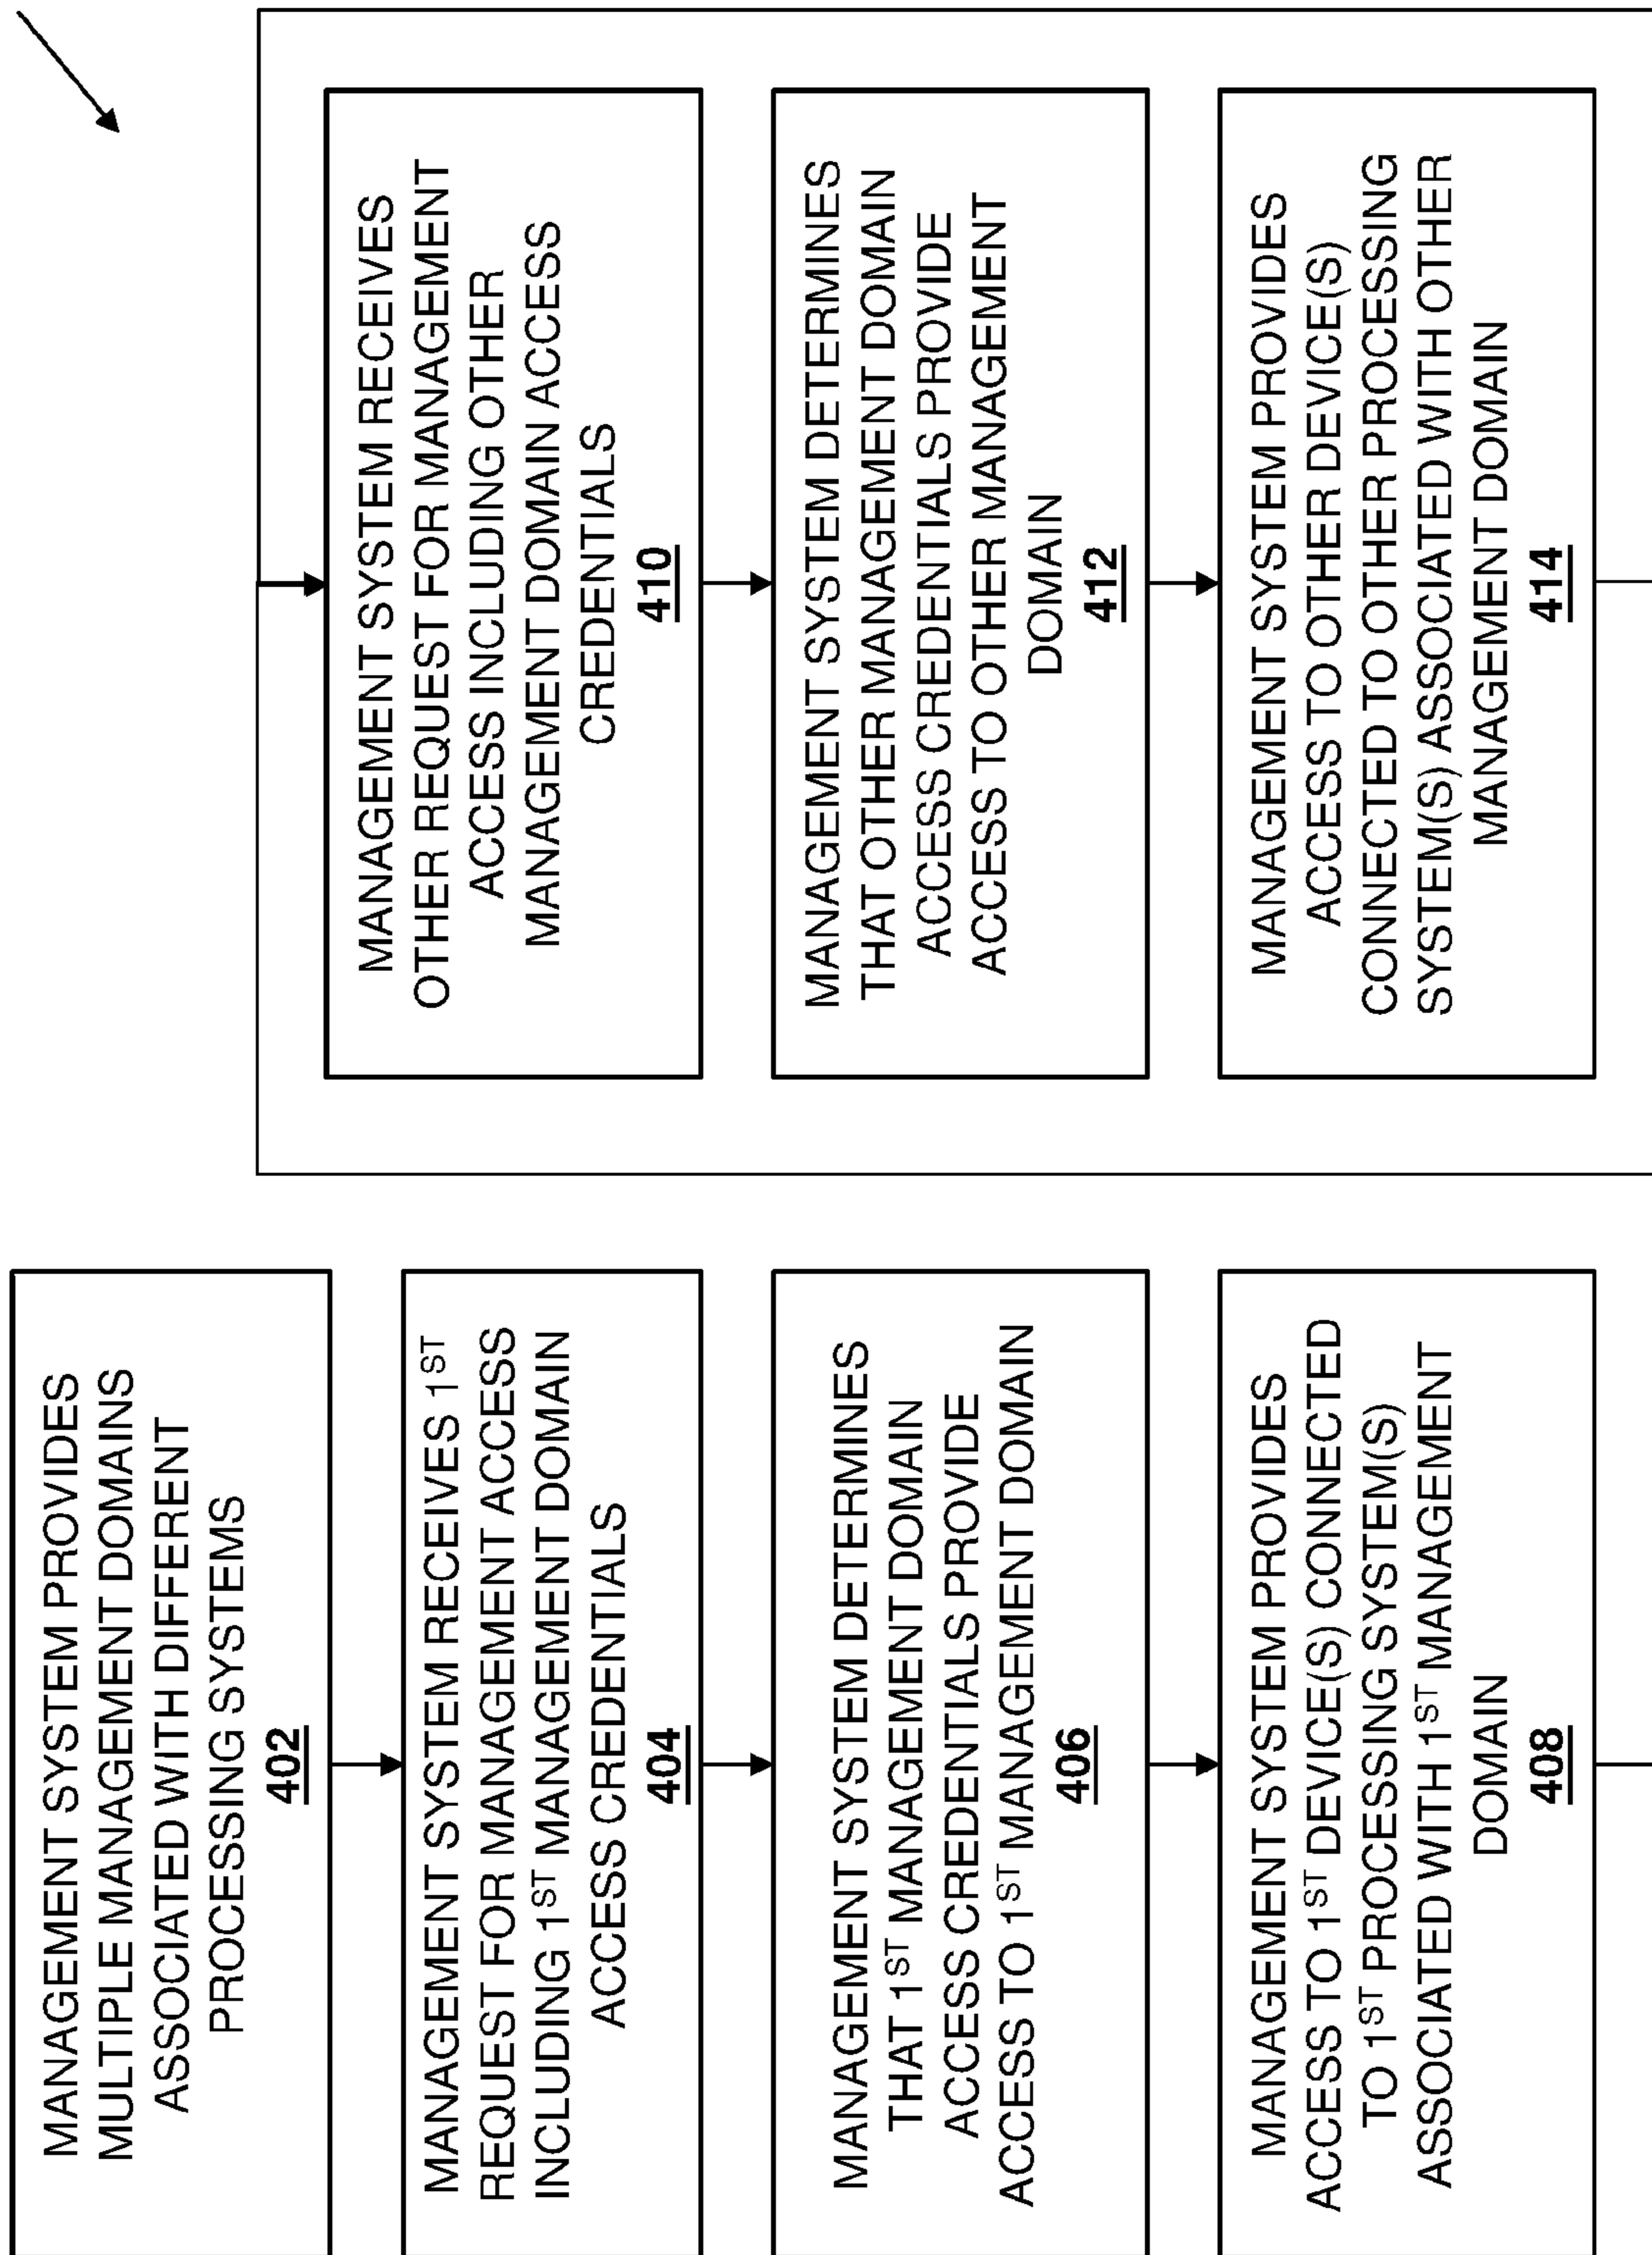 MANAGEMENT SYSTEM PROVIDES
MULTIPLE MANAGEMENT DOMAINS
ASSOCIATED WITH DIFFERENT
PROCESSING SYSTEMS
402
MANAGEMENT SYSTEM RECEIVES 1ST
REQUEST FOR MANAGEMENT ACCESS
INCLUDING 1ST MANAGEMENT DOMAIN
ACCESS CREDENTIALS
404
MANAGEMENT SYSTEM DETERMINES
THAT 1ST MANAGEMENT DOMAIN
ACCESS CREDENTIALS PROVIDE
ACCESS TO 1ST MANAGEMENT DOMAIN
406
MANAGEMENT SYSTEM PROVIDES
ACCESS TO 1ST DEVICE(S) CONNECTED
TO 1ST PROCESSING SYSTEM(S)
ASSOCIATED WITH 1ST MANAGEMENT
DOMAIN
408
MANAGEMENT SYSTEM RECEIVES
OTHER REQUEST FOR MANAGEMENT
ACCESS INCLUDING OTHER
MANAGEMENT DOMAIN ACCESS
CREDENTIALS
410
MANAGEMENT SYSTEM DETERMINES
THAT OTHER MANAGEMENT DOMAIN
ACCESS CREDENTIALS PROVIDE
ACCESS TO OTHER MANAGEMENT
DOMAIN
412
MANAGEMENT SYSTEM PROVIDES
ACCESS TO OTHER DEVICE(S)
CONNECTED TO OTHER PROCESSING
SYSTEM(S) ASSOCIATED WITH OTHER
MANAGEMENT DOMAIN
414